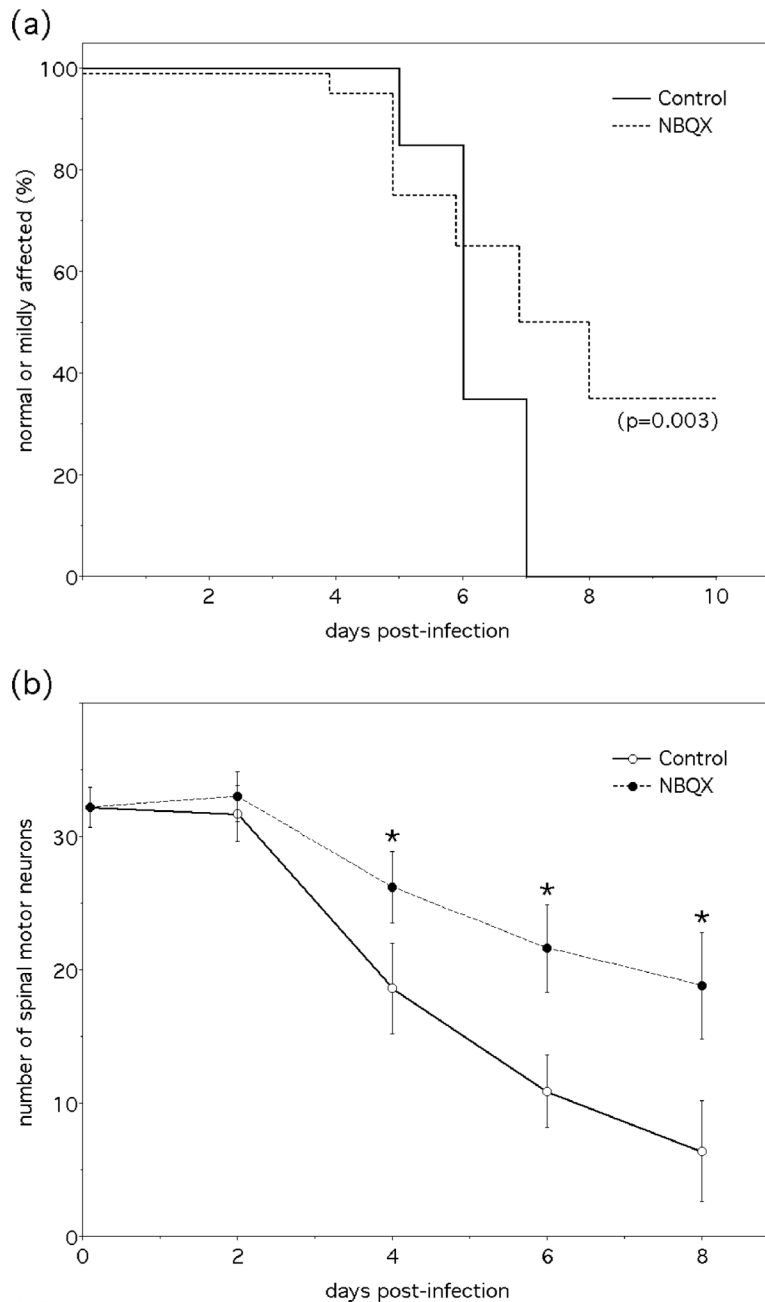 (a)
100
80
60
40
20
0
normal or mildly affected (%)
Control
NBQX
(p=0.003)
2 4 6 8 10
days post-infection
(b)
30
20
10
0
number of spinal motor neurons
Control
NBQX
* * *
0 2 4 6 8
days post-infection